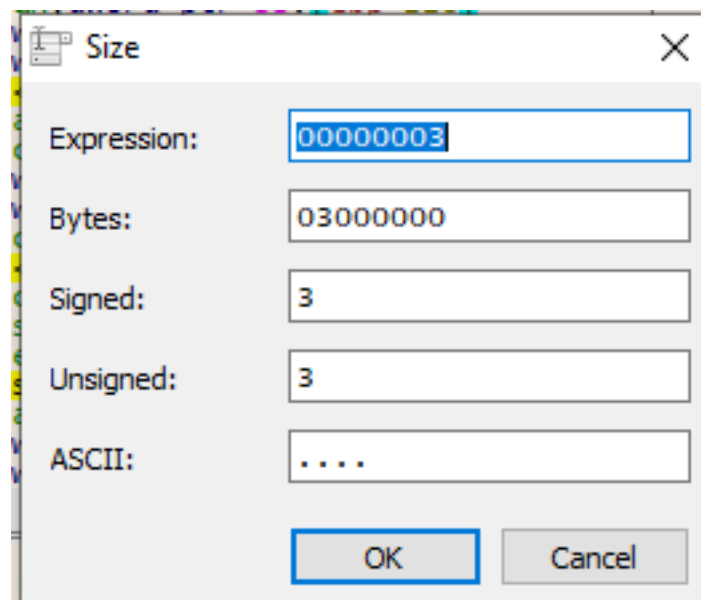 Size
Expression: 00000003
Bytes: 03000000
Signed: 3
Unsigned: 3
ASCII: ....
OK Cancel